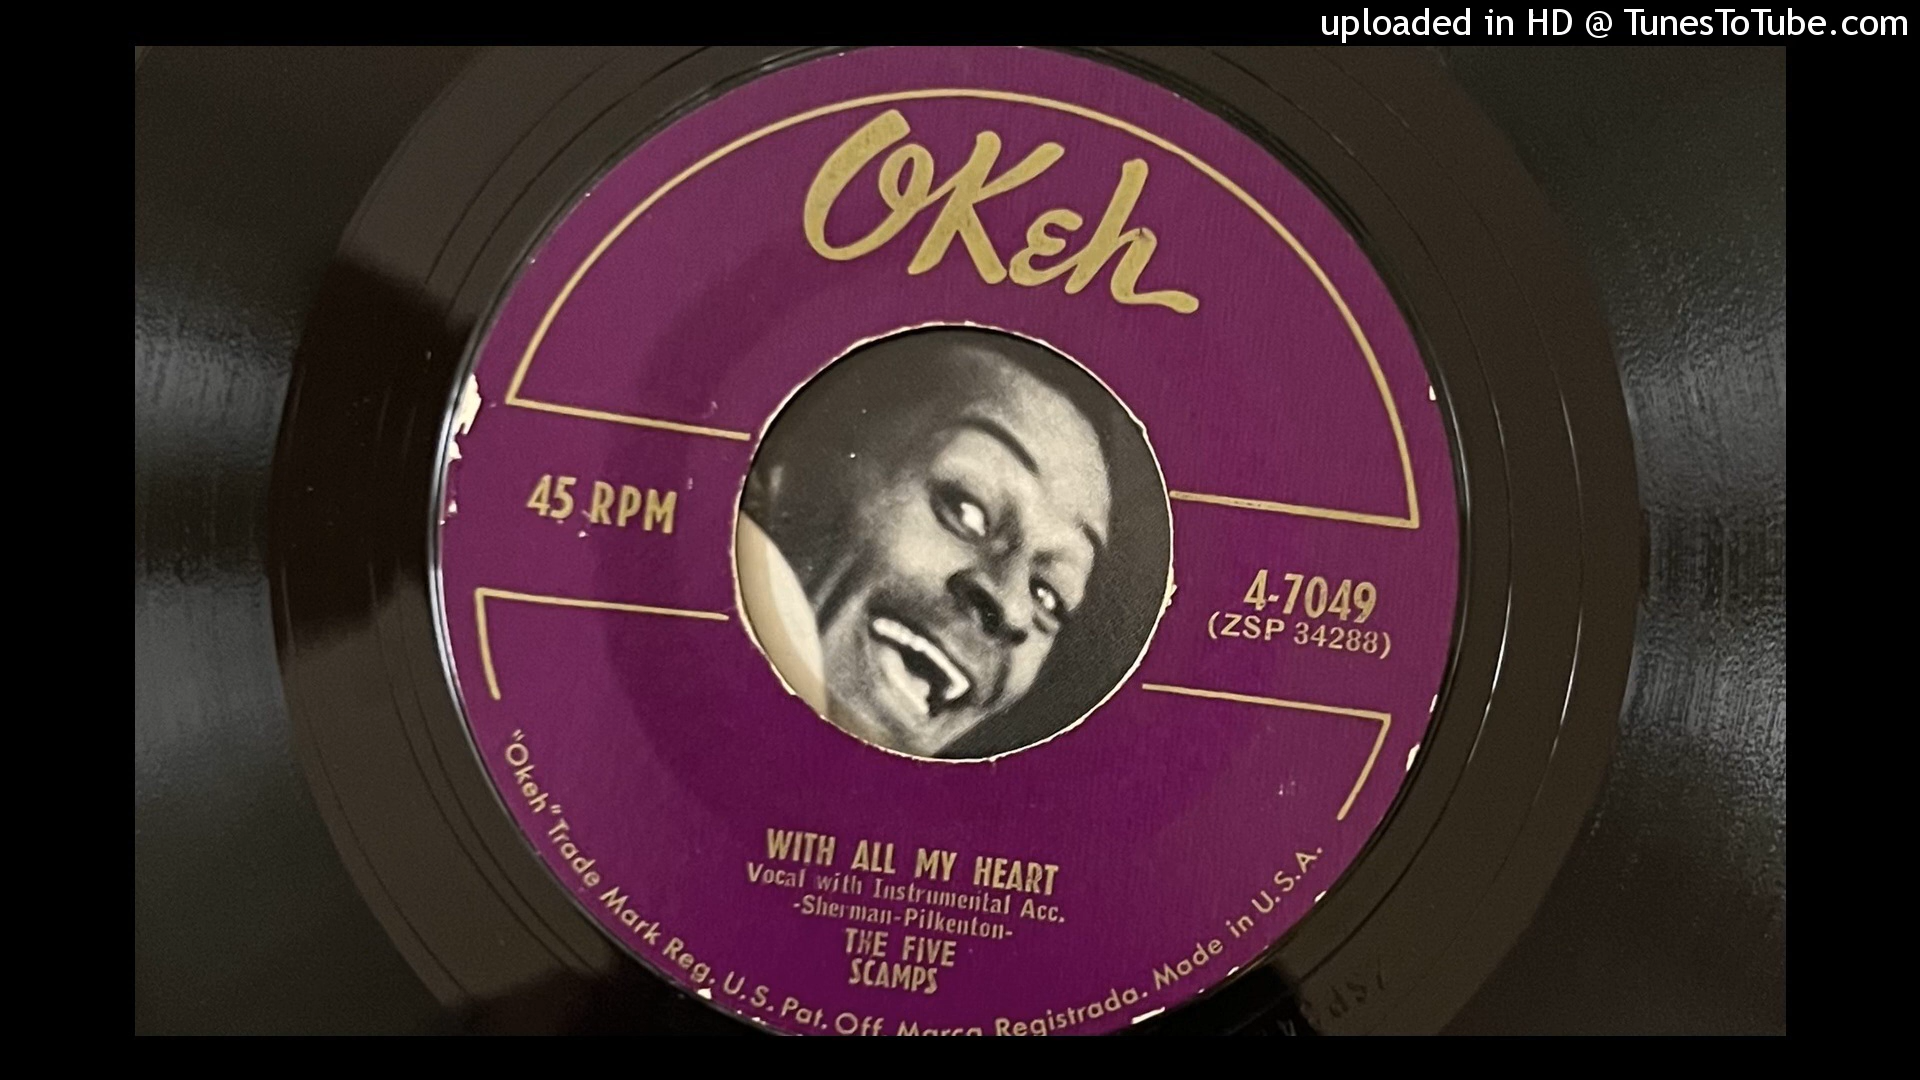 uploaded in HD @ TunesToTube.com
OKeh
45 RPM
4-7049
(ZSP 34288)
WITH ALL MY HEART
Vocal with Instrumental Acc.
-Sherman-Pilkenton-
THE FIVE
SCAMPS
"Okeh" Trade Mark Reg. U.S. Pat. Off. Marca Registrada. Made in U.S.A.